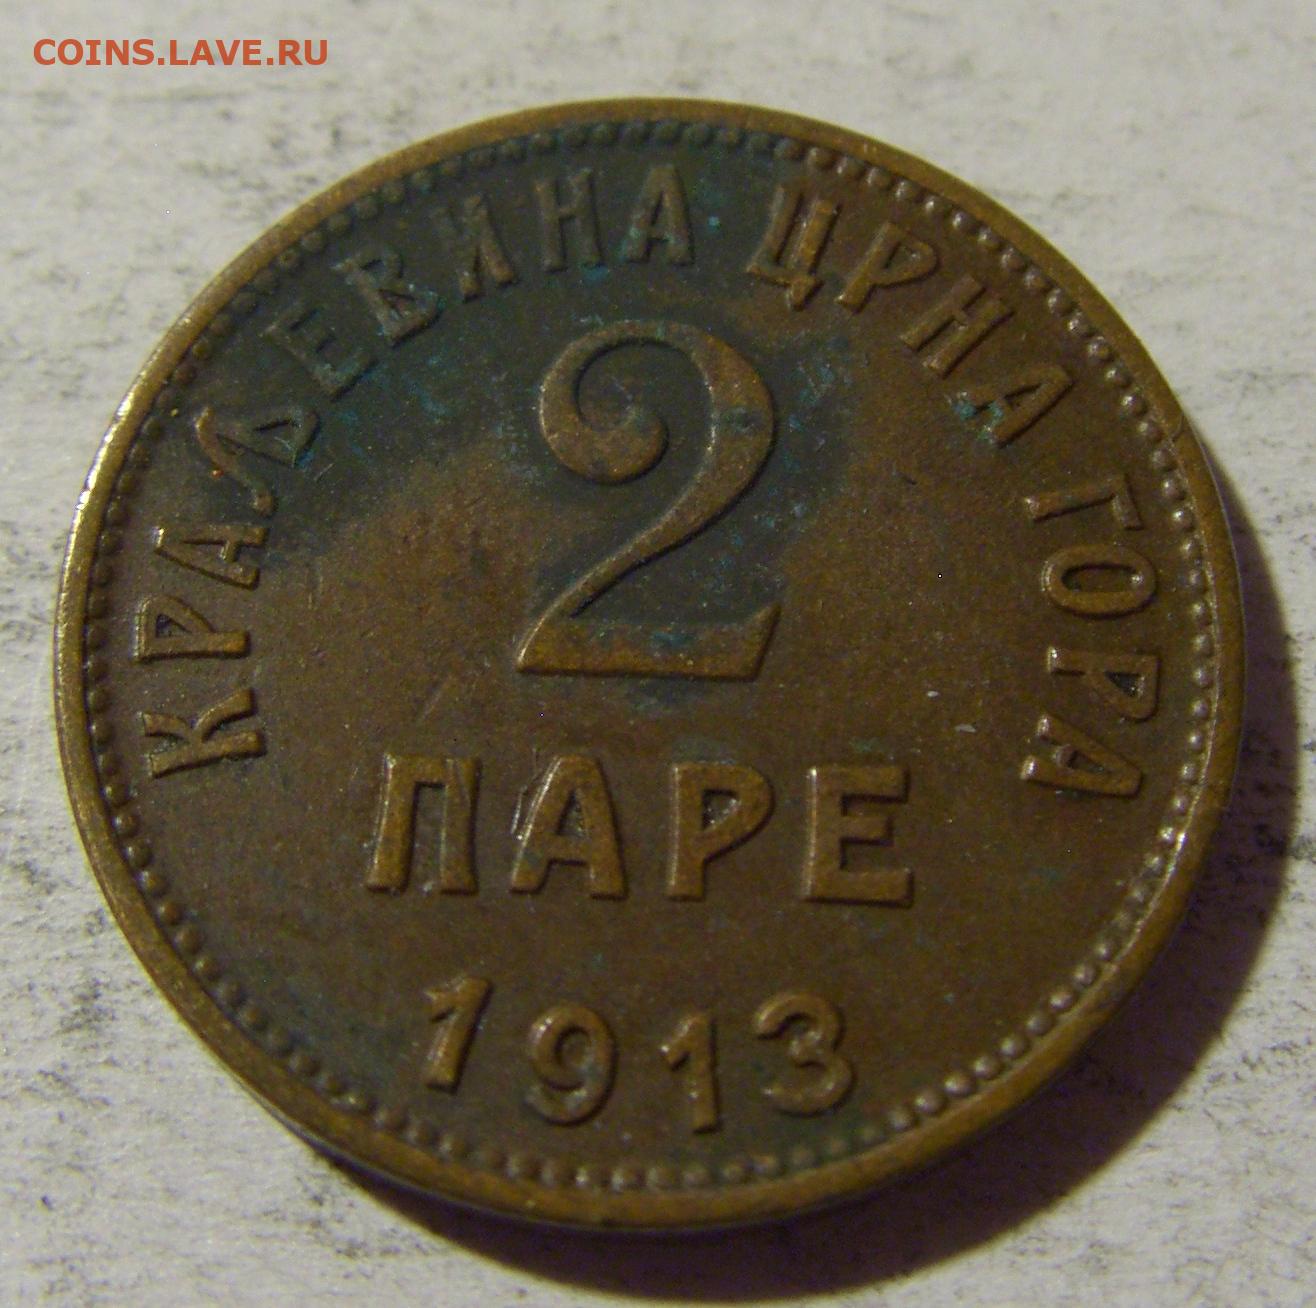 COINS.LAVE.RU
КРАЉЕВИНА ЦРНА ГОРА
2
ПАРЕ
1913